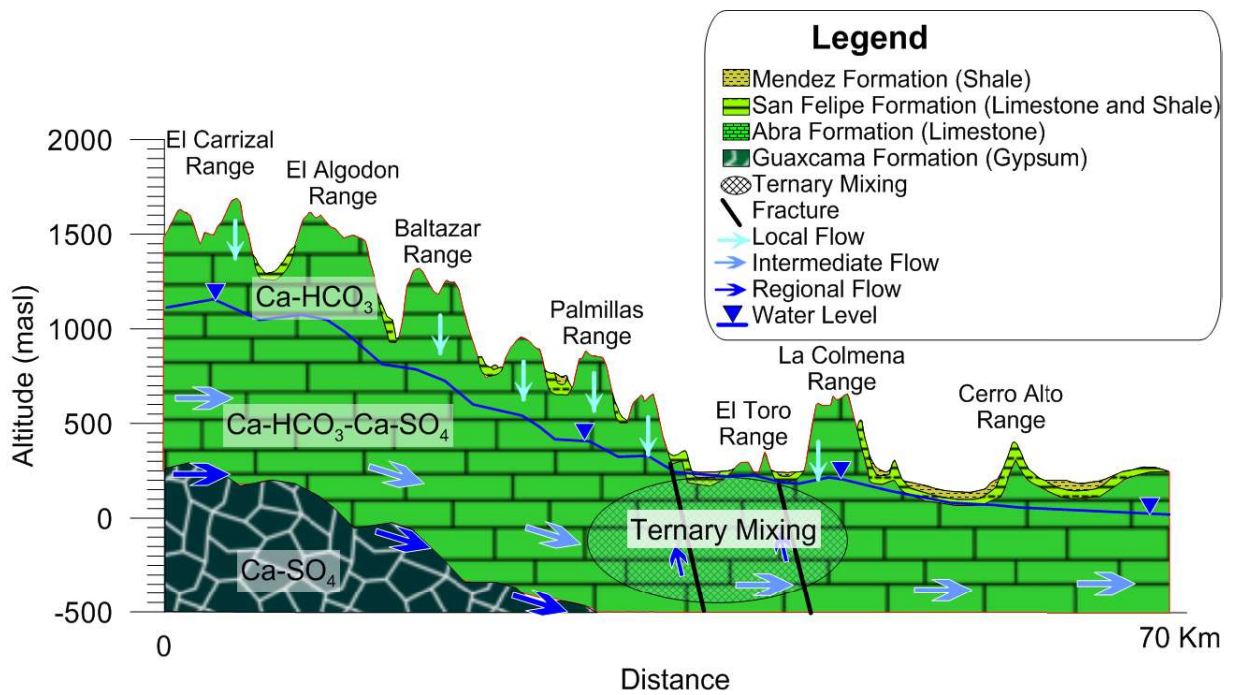 Legend
Mendez Formation (Shale)
San Felipe Formation (Limestone and Shale)
Abra Formation (Limestone)
Guaxcama Formation (Gypsum)
Ternary Mixing
Fracture
Local Flow
Intermediate Flow
Regional Flow
Water Level
2000
1500
1000
500
0
-500
Altitude (masl)
El Carrizal
Range
El Algodon
Range
Baltazar
Range
Palmillas
Range
El Toro
Range
La Colmena
Range
Cerro Alto
Range
Ca-HCO₃
Ca-HCO₃-Ca-SO₄
Ca-SO₄
Ternary Mixing
0
70 Km
Distance